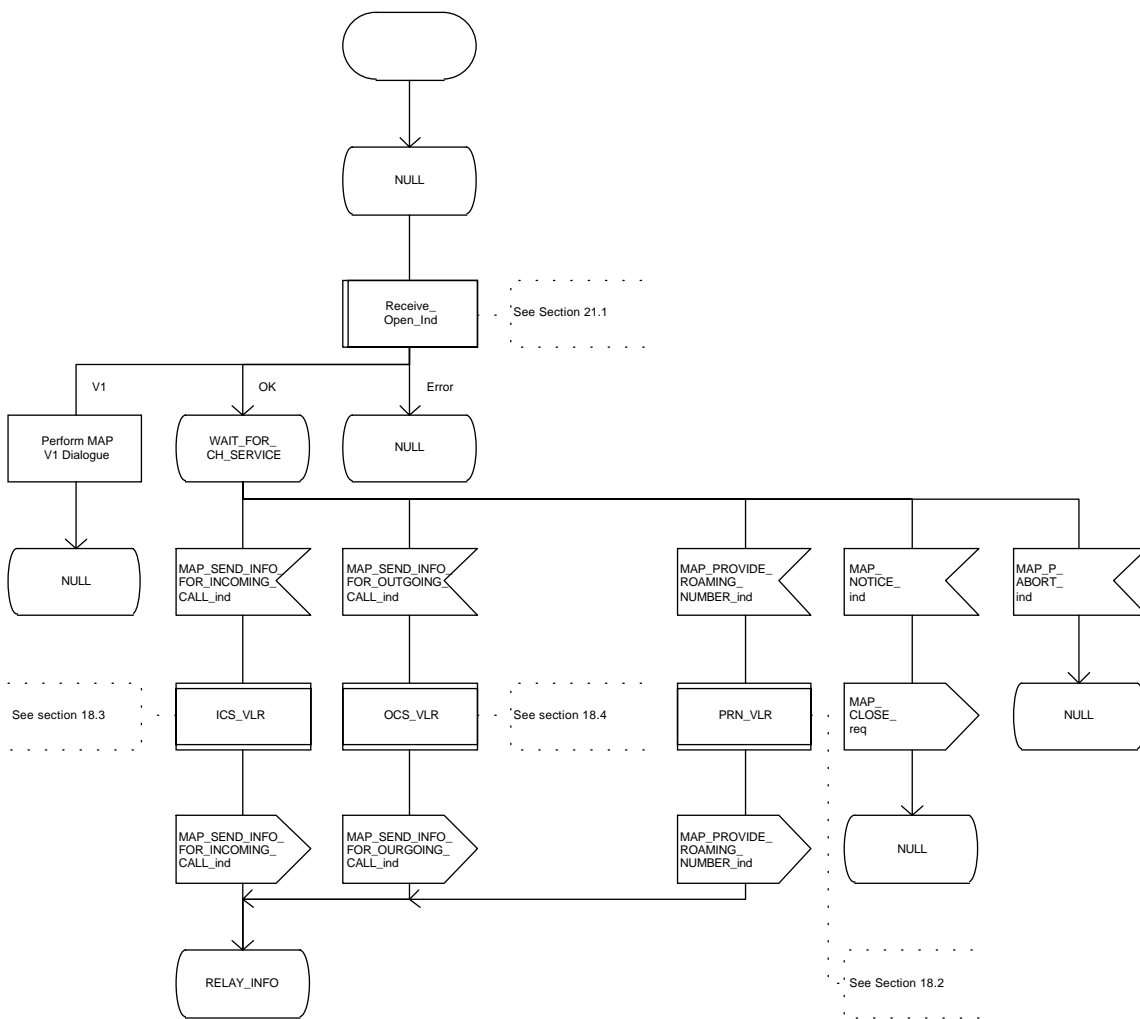 NULL
Receive_
Open_Ind
See Section 21.1
V1
OK
Error
Perform MAP
V1 Dialogue
WAIT_FOR_
CH_SERVICE
NULL
NULL
MAP_SEND_INFO_
FOR_INCOMING_
CALL_ind
MAP_SEND_INFO_
FOR_OUTGOING_
CALL_ind
MAP_PROVIDE_
ROAMING_
NUMBER_ind
MAP_
NOTICE_
ind
MAP_P_
ABORT_
ind
See section 18.3
ICS_VLR
OCS_VLR
See section 18.4
PRN_VLR
MAP_
CLOSE_
req
NULL
MAP_SEND_INFO_
FOR_INCOMING_
CALL_ind
MAP_SEND_INFO_
FOR_OURGOING_
CALL_ind
MAP_PROVIDE_
ROAMING_
NUMBER_ind
NULL
RELAY_INFO
See Section 18.2